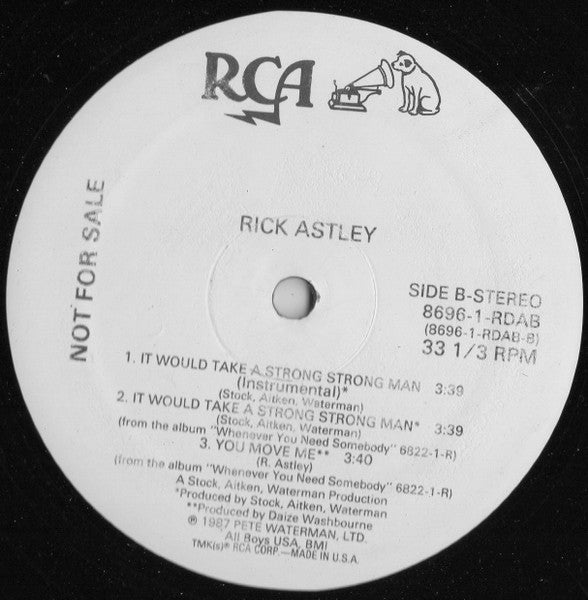 RCA
NOT FOR SALE
RICK ASTLEY
SIDE B-STEREO
8696-1-RDAB
(8696-1-RDAB-B)
33 1/3 RPM
1. IT WOULD TAKE A STRONG STRONG MAN 3:39
(Instrumental)*
(Stock, Aitken, Waterman)
2. IT WOULD TAKE A STRONG STRONG MAN* 3:39
(Stock, Aitken, Waterman)
(from the album "Whenever You Need Somebody" 6822-1-R)
3. YOU MOVE ME** 3:40
(R. Astley)
(from the album "Whenever You Need Somebody" 6822-1-R)
A Stock, Aitken, Waterman Production
*Produced by Stock, Aitken, Waterman
**Produced by Daize Washbourne
℗ 1987 PETE WATERMAN, LTD.
All Boys USA, BMI
TMK(s)® RCA CORP.—MADE IN U.S.A.